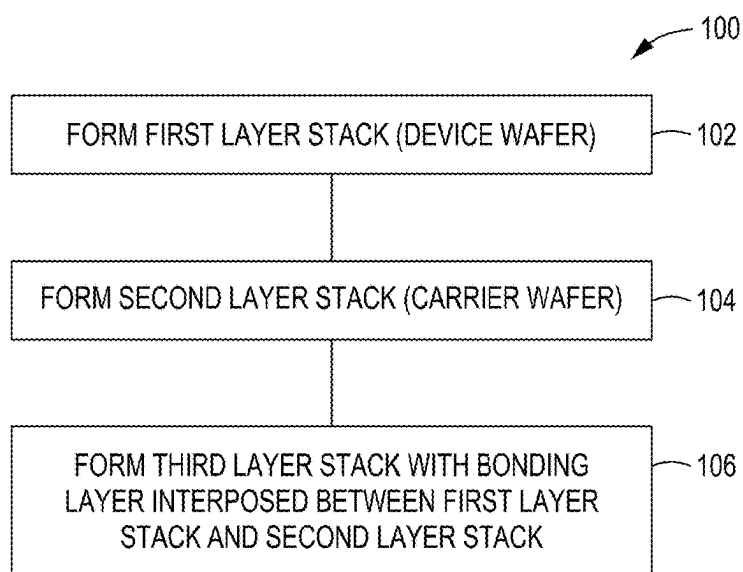 100
FORM FIRST LAYER STACK (DEVICE WAFER)
102
FORM SECOND LAYER STACK (CARRIER WAFER)
104
FORM THIRD LAYER STACK WITH BONDING
LAYER INTERPOSED BETWEEN FIRST LAYER
STACK AND SECOND LAYER STACK
106